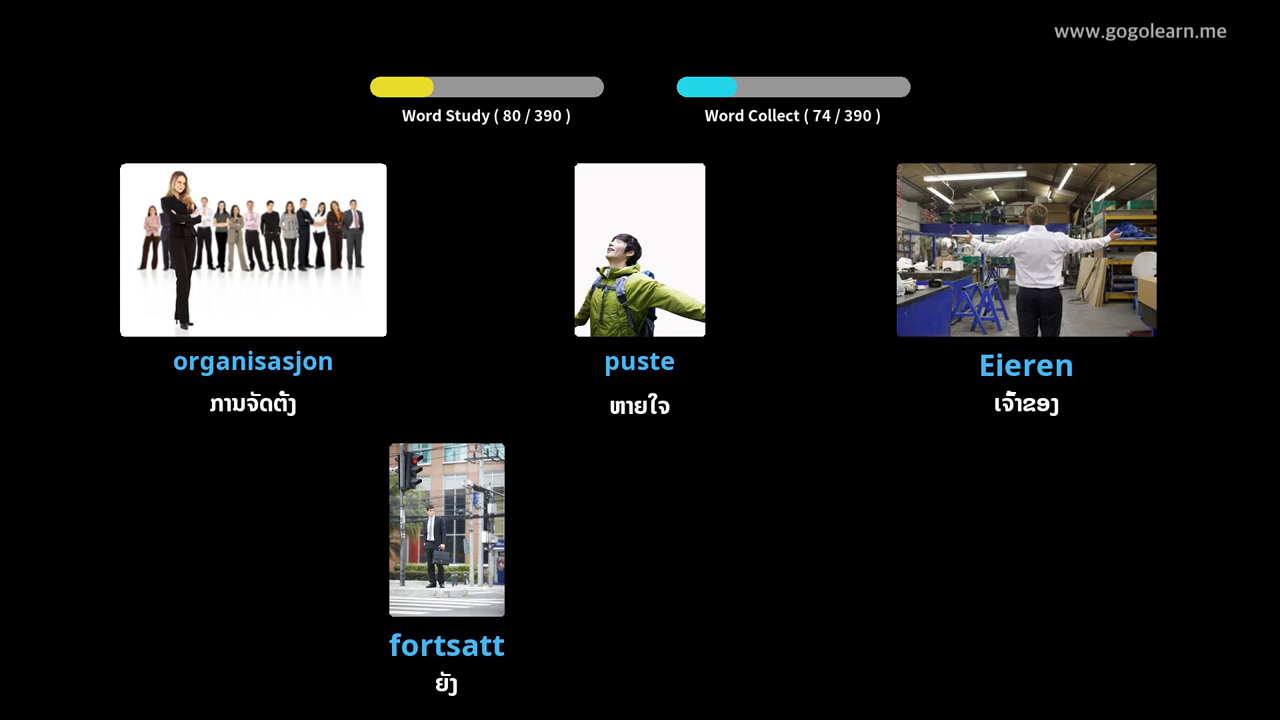 www.gogolearn.me
Word Study ( 80 / 390 )
Word Collect ( 74 / 390 )
organisasjon
puste
Eieren
ການຈັດຕັ້ງ
ຫາຍໃຈ
ເຈົ້າຂອງ
fortsatt
ຍັງ